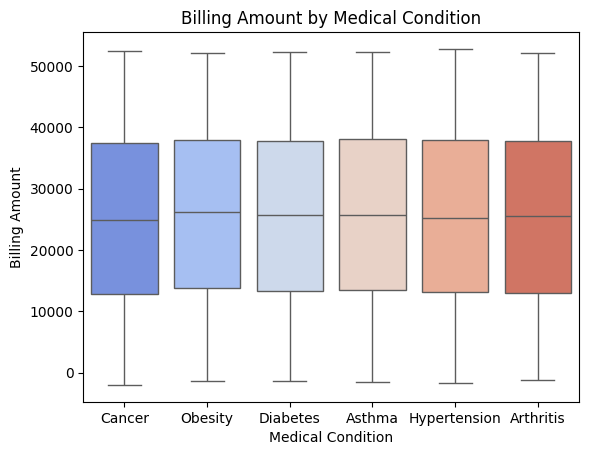 Billing Amount by Medical Condition
50000
40000
30000
20000
10000
0
Billing Amount
Cancer Obesity Diabetes Asthma Hypertension Arthritis
Medical Condition